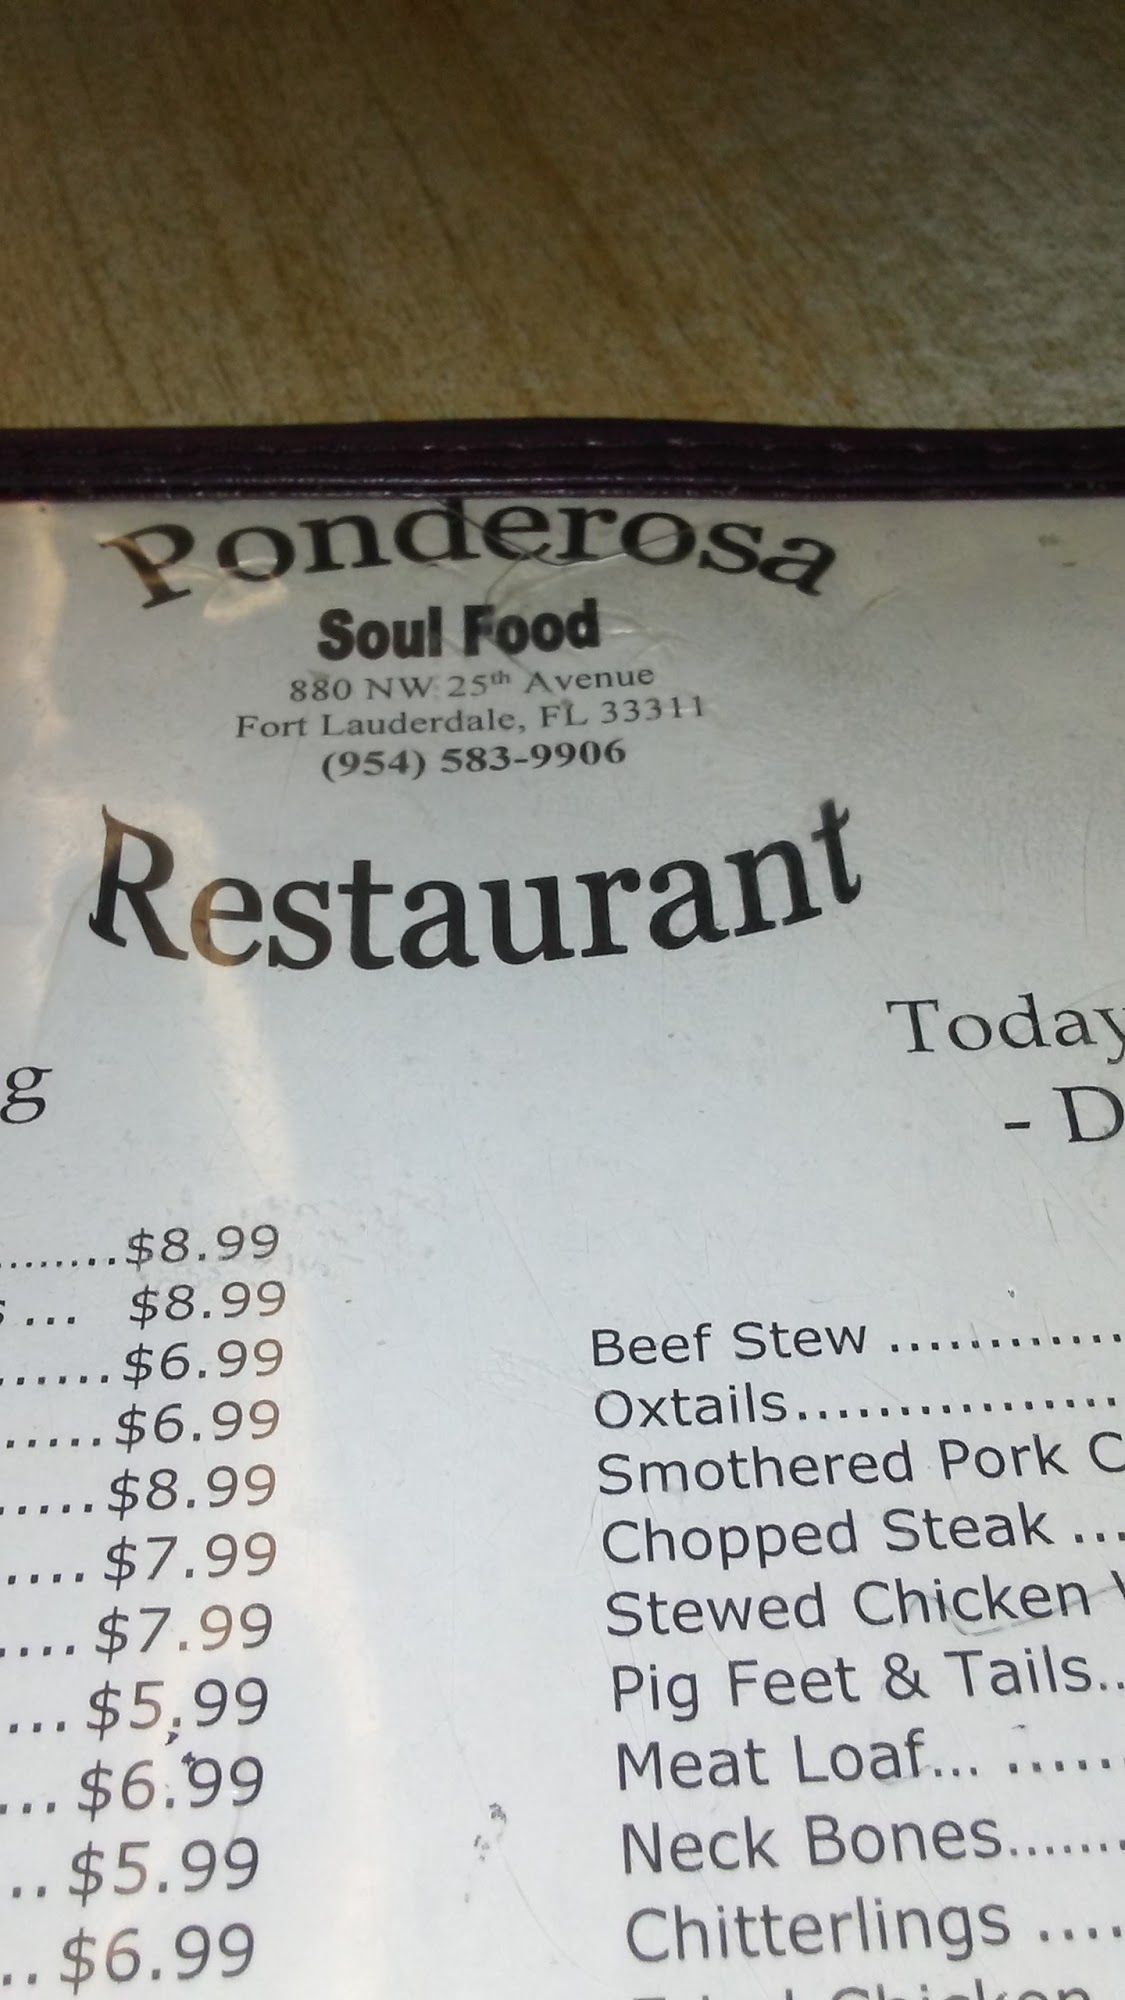 Ponderosa
Soul Food
880 NW 25th Avenue
Fort Lauderdale, FL 33311
(954) 583-9906
Restaurant
g
........$8.99
s ... $8.99
......$6.99
.....$6.99
.....$8.99
....$7.99
....$7.99
...$5.99
...$6.99
..$5.99
..$6.99
Today
- D
Beef Stew ............
Oxtails................
Smothered Pork C
Chopped Steak ...
Stewed Chicken
Pig Feet & Tails..
Meat Loaf... .....
Neck Bones.......
Chitterlings ....
Chicken